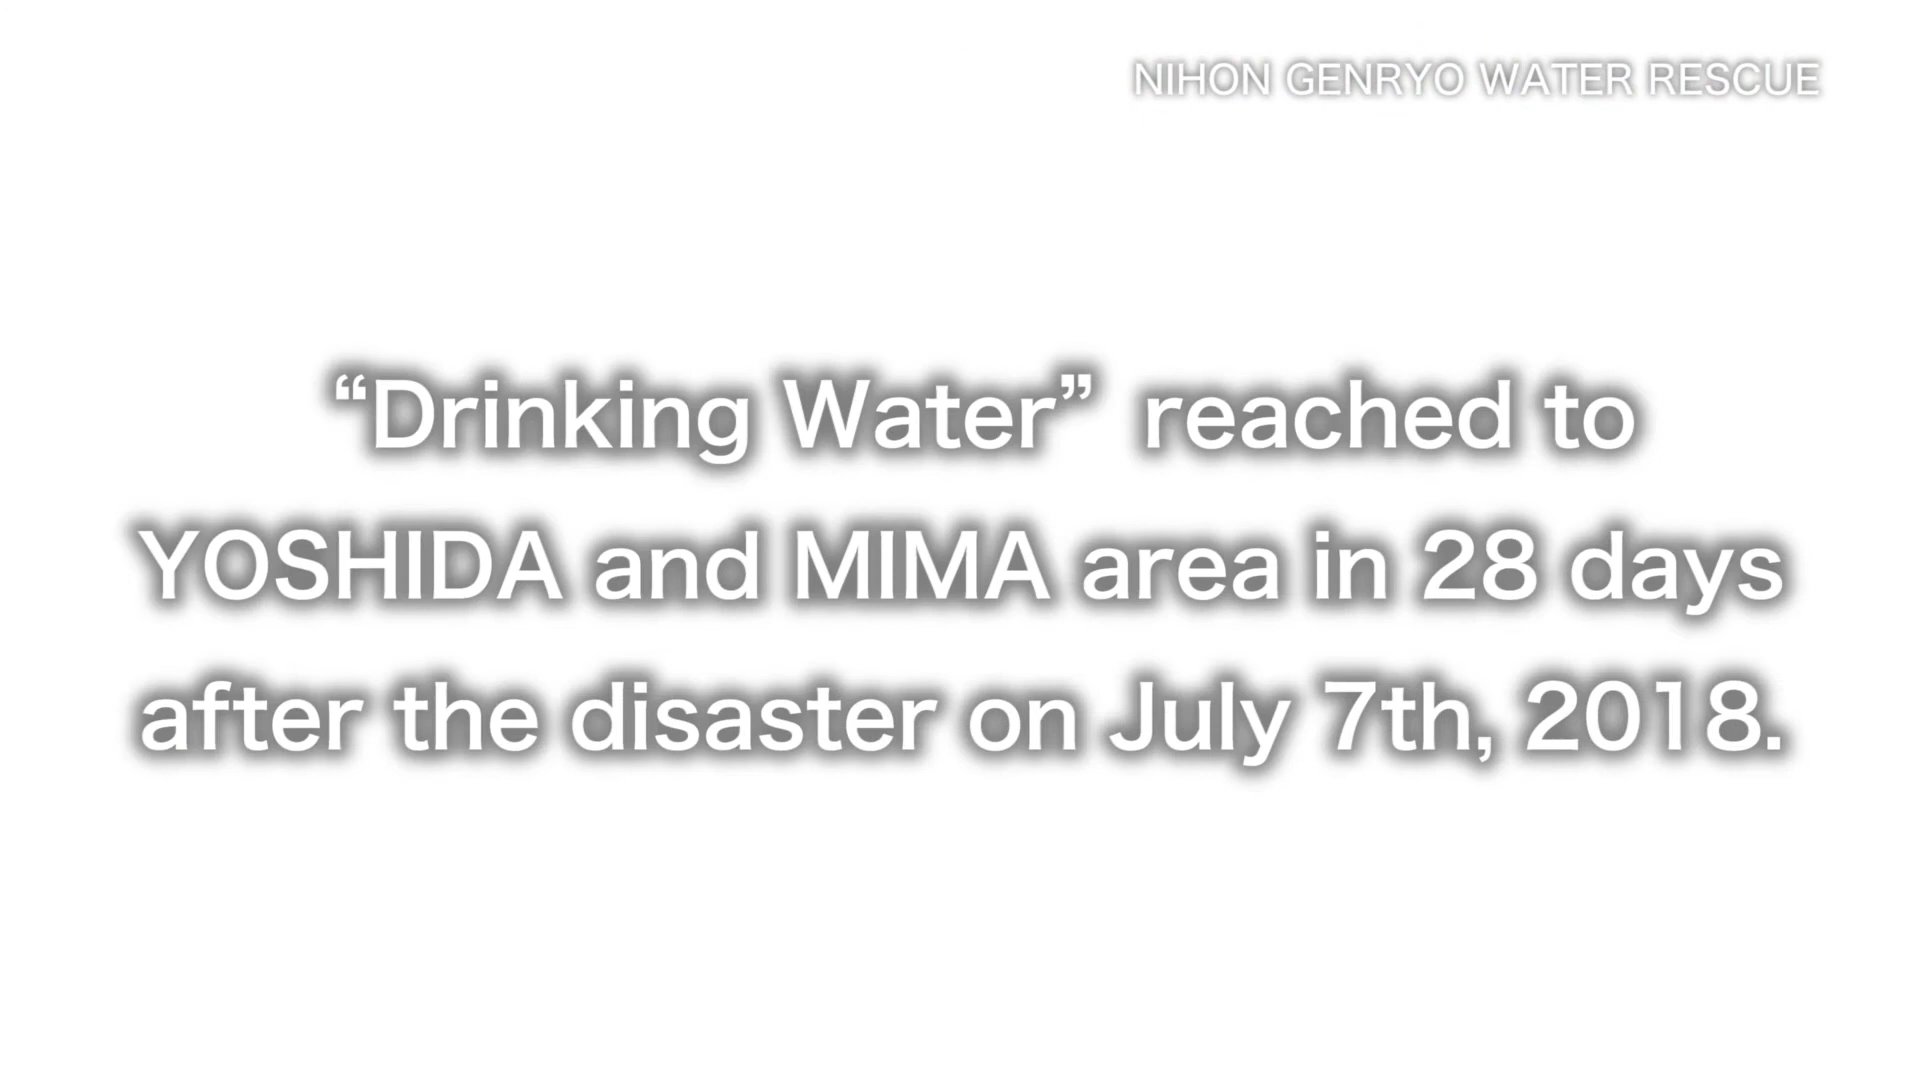 NIHON GENRYO WATER RESCUE
“Drinking Water” reached to
YOSHIDA and MIMA area in 28 days
after the disaster on July 7th, 2018.